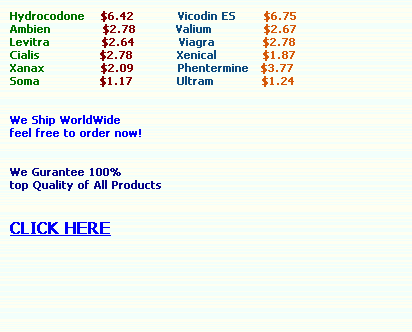 Hydrocodone $6.42 Vicodin ES $6.75
Ambien $2.78 Valium $2.67
Levitra $2.64 Viagra $2.78
Cialis $2.78 Xenical $1.87
Xanax $2.09 Phentermine $3.77
Soma $1.17 Ultram $1.24
We Ship WorldWide
feel free to order now!
We Gurantee 100%
top Quality of All Products
CLICK HERE